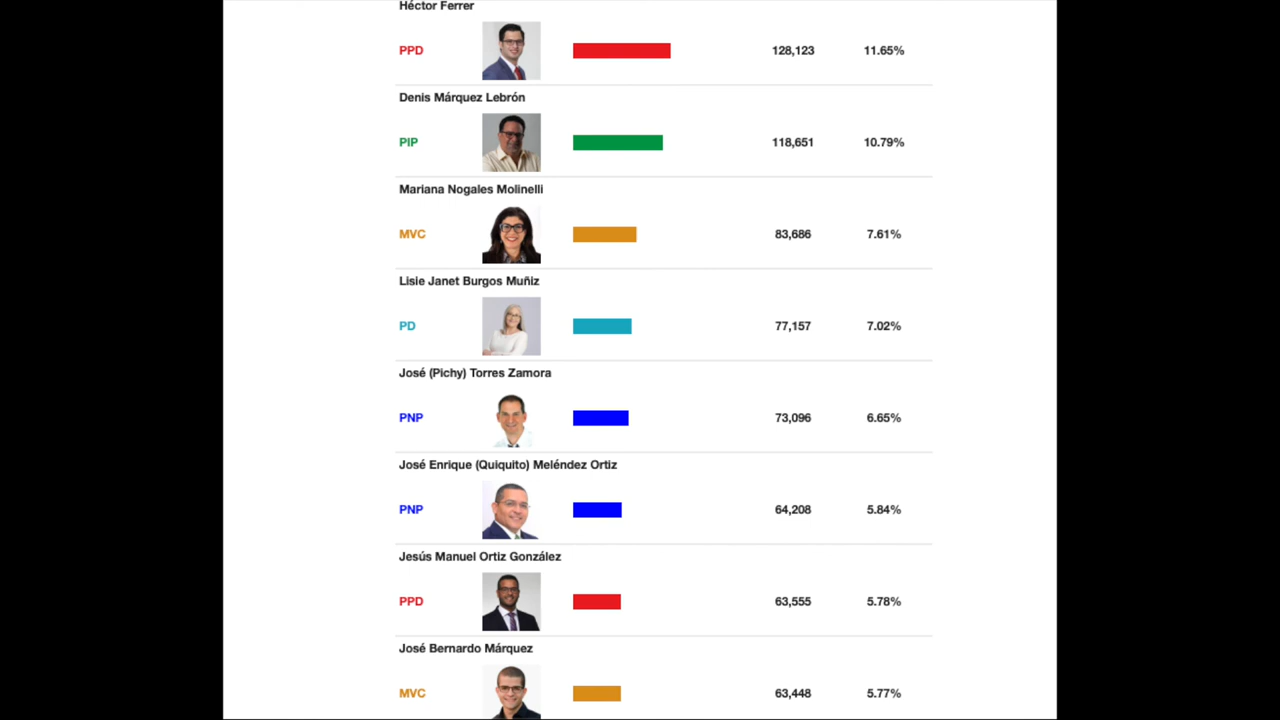 Héctor Ferrer
PPD 128,123 11.65%
Denis Márquez Lebrón
PIP 118,651 10.79%
Mariana Nogales Molinelli
MVC 83,686 7.61%
Lisie Janet Burgos Muñiz
PD 77,157 7.02%
José (Pichy) Torres Zamora
PNP 73,096 6.65%
José Enrique (Quiquito) Meléndez Ortiz
PNP 64,208 5.84%
Jesús Manuel Ortiz González
PPD 63,555 5.78%
José Bernardo Márquez
MVC 63,448 5.77%